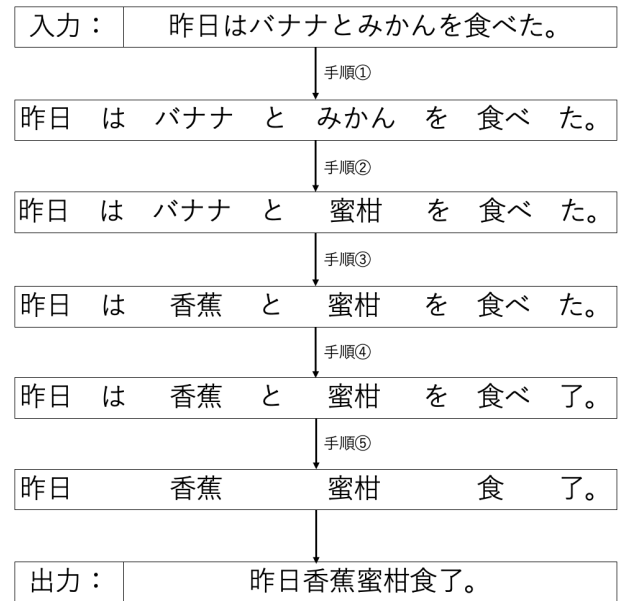 入力： 昨日はバナナとみかんを食べた。
手順①
昨日 は バナナ と みかん を 食べ た。
手順②
昨日 は バナナ と 蜜柑 を 食べ た。
手順③
昨日 は 香蕉 と 蜜柑 を 食べ た。
手順④
昨日 は 香蕉 と 蜜柑 を 食べ 了。
手順⑤
昨日 香蕉 蜜柑 食 了。
出力： 昨日香蕉蜜柑食了。